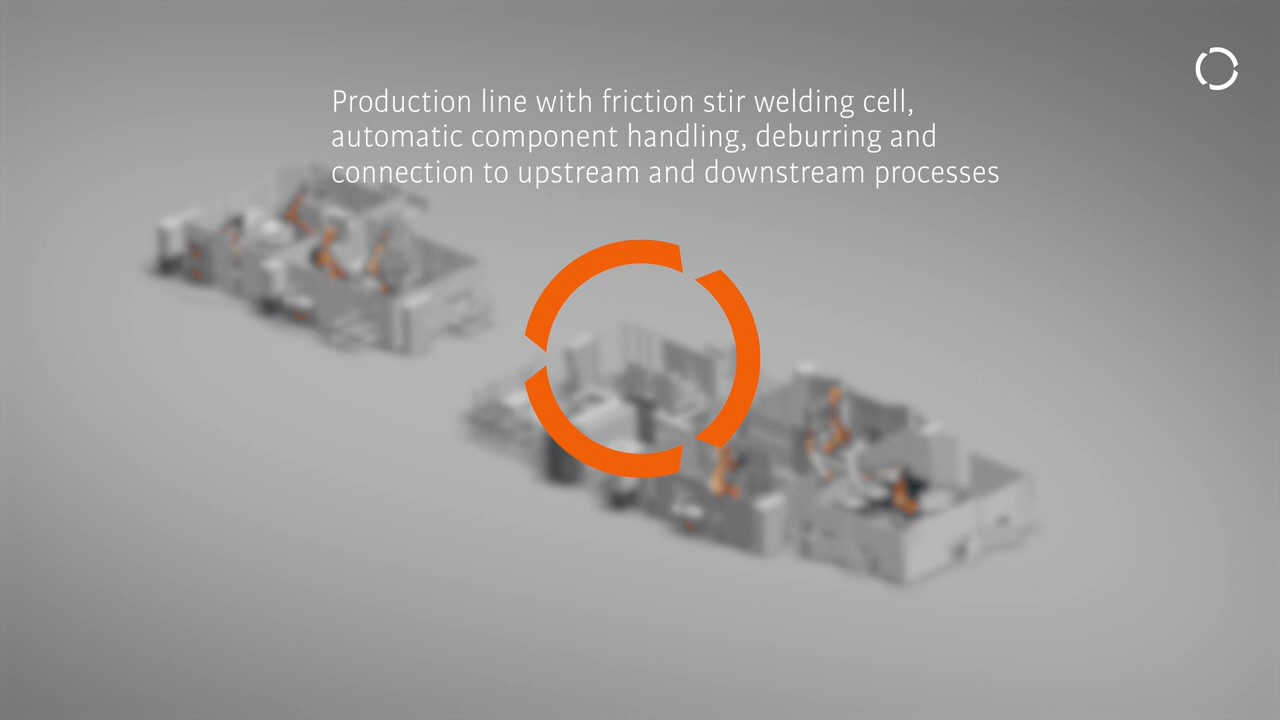 Production line with friction stir welding cell,
automatic component handling, deburring and
connection to upstream and downstream processes